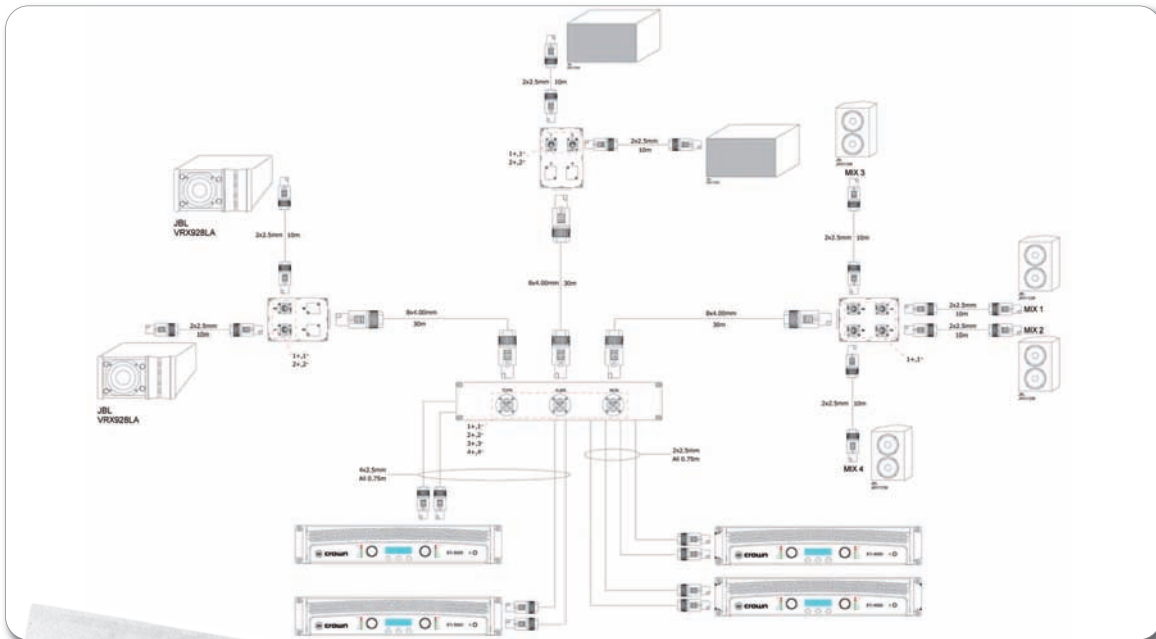 2x2.5mm 10m
1+,1-
2+,2-
2x2.5mm
10m
MIX 3
JBL
VRX928LA
2x2.5mm 10m
2x2.5mm 10m
8x4.00mm 30m
2x2.5mm
10m
8x4.00mm
30m
8x4.00mm
30m
2x2.5mm
10m
MIX 1
2x2.5mm
10m
MIX 2
1+,1-
2+,2-
1+,1-
JBL
VRX928LA
2x2.5mm 10m
MIX 4
1+,1-
2+,2-
3+,3-
4+,4-
4x2.5mm
All 0.75m
2x2.5mm
All 0.75m
crown
crown
crown
crown